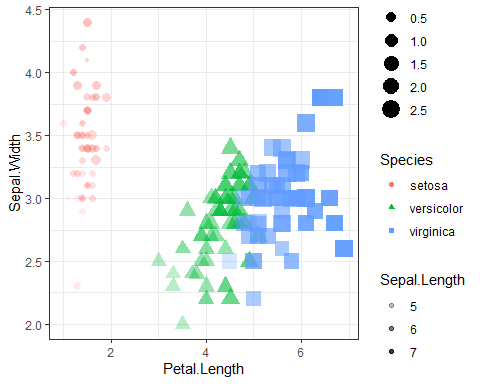 4.5
4.0
3.5
3.0
2.5
2.0
Sepal.Width
2
4
6
Petal.Length
0.5
1.0
1.5
2.0
2.5
Species
setosa
versicolor
virginica
Sepal.Length
5
6
7